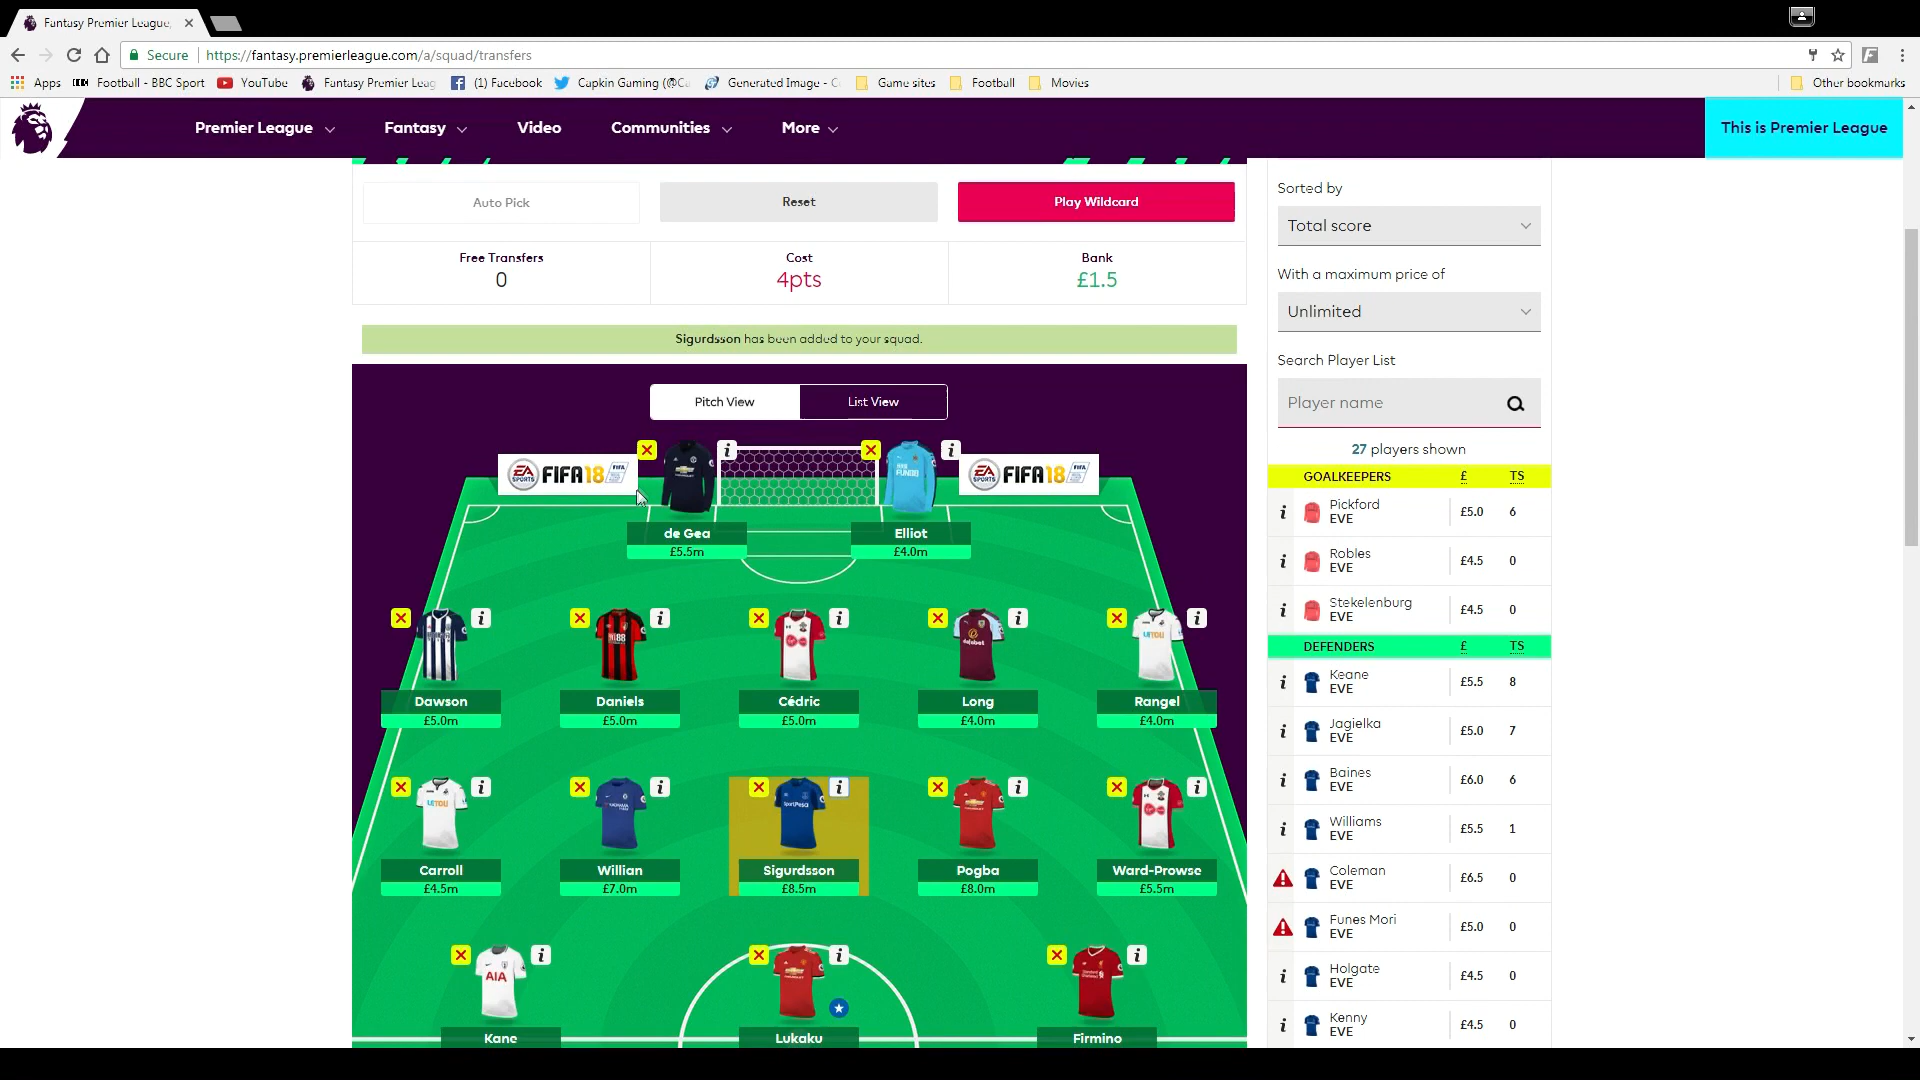 Fantasy Premier League,
Secure
https://fantasy.premierleague.com/a/squad/transfers
Apps
Football - BBC Sport
YouTube
Fantasy Premier Leag
(1) Facebook
Capkin Gaming (@Ca
Generated Image - C
Game sites
Football
Movies
Other bookmarks
Premier League
Fantasy
Video
Communities
More
This is Premier League
Auto Pick
Reset
Play Wildcard
Free Transfers
0
Cost
4pts
Bank
£1.5
Sigurdsson has been added to your squad.
Pitch View
List View
EA SPORTS FIFA 18
EA SPORTS FIFA 18
de Gea
£5.5m
Elliot
£4.0m
Dawson
£5.0m
Daniels
£5.0m
Cédric
£5.0m
Long
£4.0m
Rangel
£4.0m
Carroll
£4.5m
Willian
£7.0m
Sigurdsson
£8.5m
Pogba
£8.0m
Ward-Prowse
£5.5m
AIA
Kane
Lukaku
Firmino
Sorted by
Total score
With a maximum price of
Unlimited
Search Player List
Player name
27 players shown
GOALKEEPERS £ TS
Pickford
EVE £5.0 6
Robles
EVE £4.5 0
Stekelenburg
EVE £4.5 0
DEFENDERS £ TS
Keane
EVE £5.5 8
Jagielka
EVE £5.0 7
Baines
EVE £6.0 6
Williams
EVE £5.5 1
Coleman
EVE £6.5 0
Funes Mori
EVE £5.0 0
Holgate
EVE £4.5 0
Kenny
EVE £4.5 0